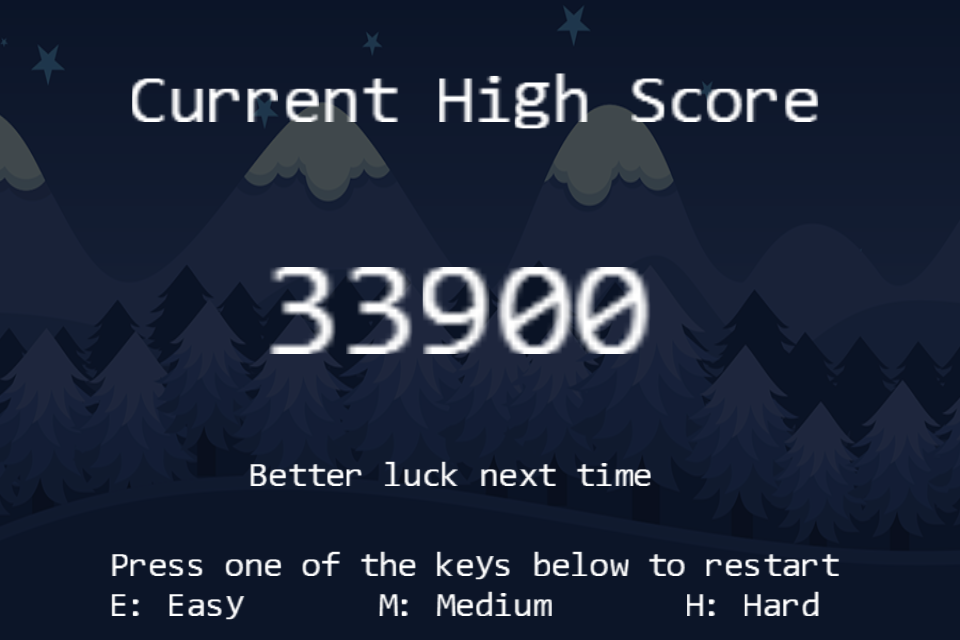 Current High Score
33900
Better luck next time
Press one of the keys below to restart
E: Easy M: Medium H: Hard